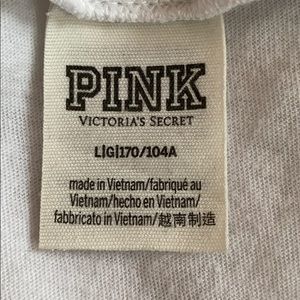 PINK
VICTORIA'S SECRET
L|G|170/104A
made in Vietnam/fabriqué au
Vietnam/hecho en Vietnam/
fabbricato in Vietnam/越南制造